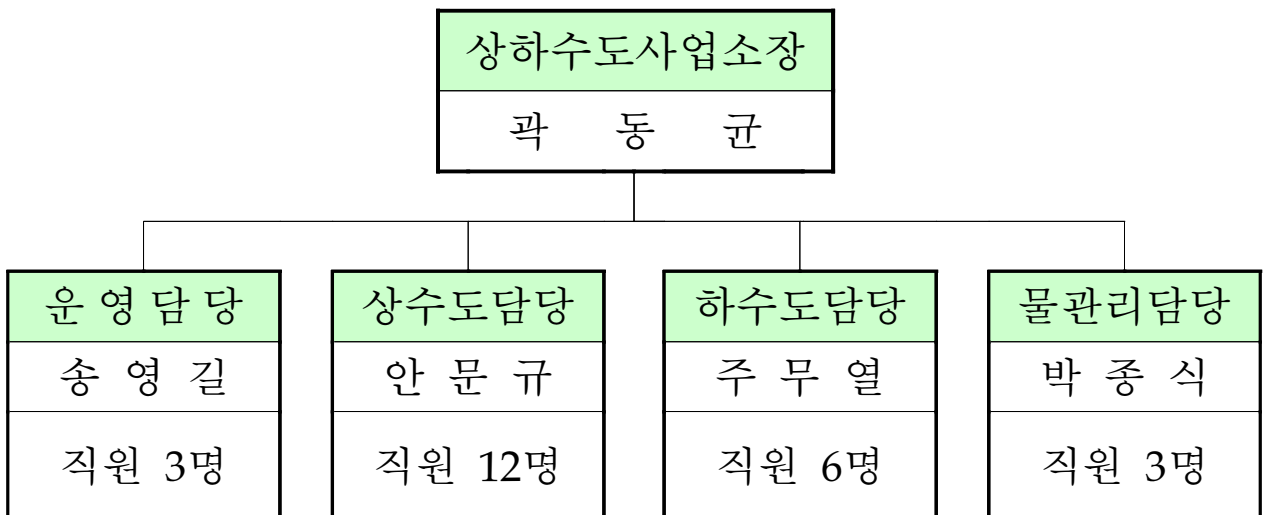 상하수도사업소장
곽 동 균
운 영 담 당
송 영 길
직원 3명
상수도담당
안 문 규
직원 12명
하수도담당
주 무 열
직원 6명
물관리담당
박 종 식
직원 3명